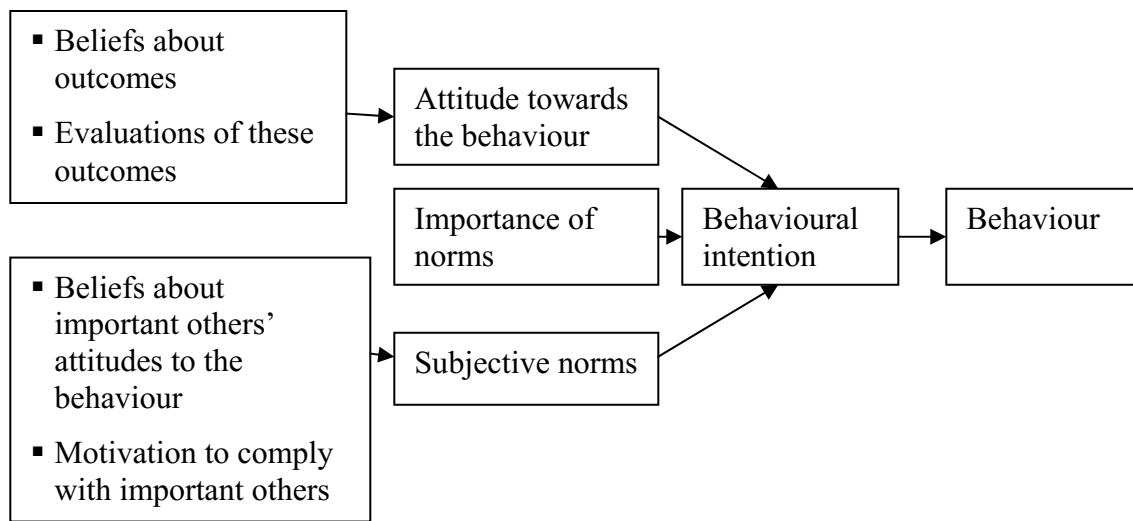 ▪ Beliefs about
outcomes
▪ Evaluations of these
outcomes
Attitude towards
the behaviour
Importance of
norms
Behavioural
intention
Behaviour
▪ Beliefs about
important others’
attitudes to the
behaviour
▪ Motivation to comply
with important others
Subjective norms